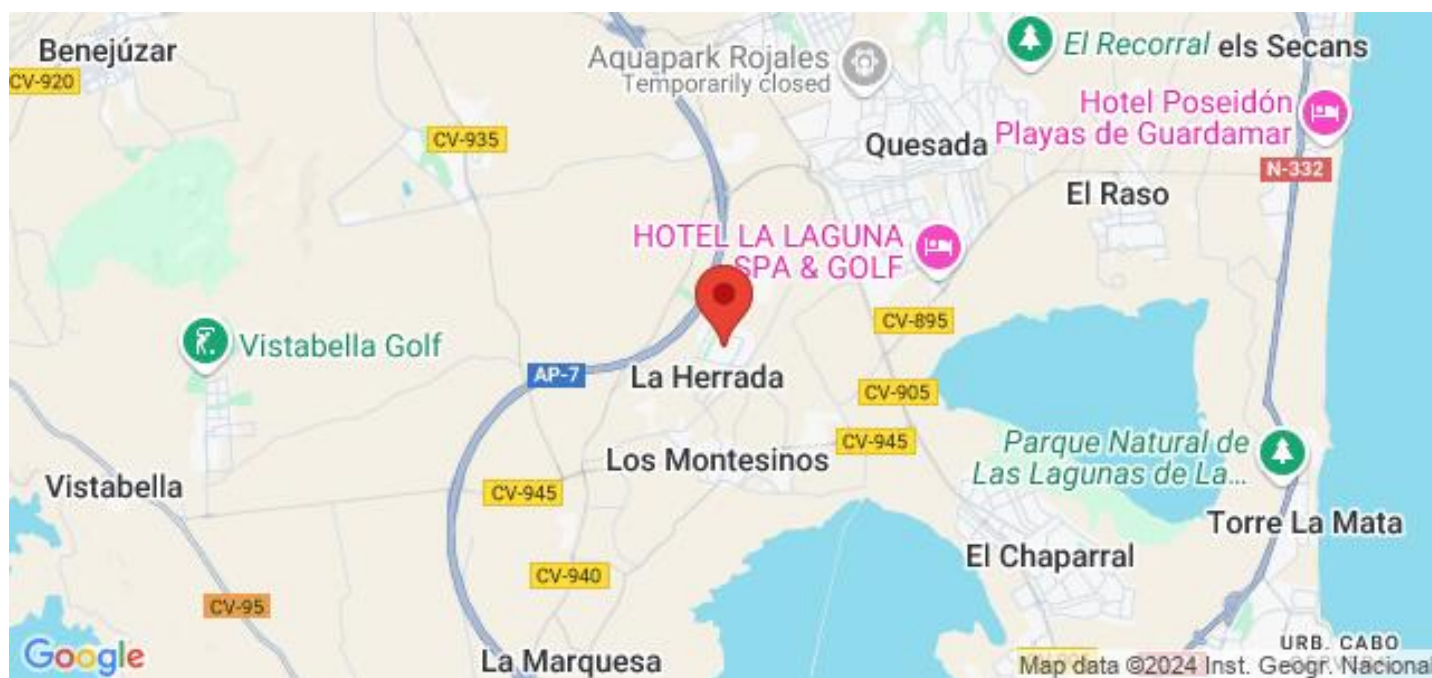 Benejúzar
CV-920
Aquapark Rojales
Temporarily closed
El Recorral
els Secans
Hotel Poseidón
Playas de Guardamar
CV-935
Quesada
N-332
El Raso
HOTEL LA LAGUNA
SPA & GOLF
CV-895
Vistabella Golf
AP-7
La Herrada
CV-905
CV-945
Parque Natural de
Las Lagunas de La...
Los Montesinos
Vistabella
CV-945
Torre La Mata
El Chaparral
CV-940
CV-95
URB. CABO
Google
La Marquesa
Map data ©2024 Inst. Geogr. Nacional